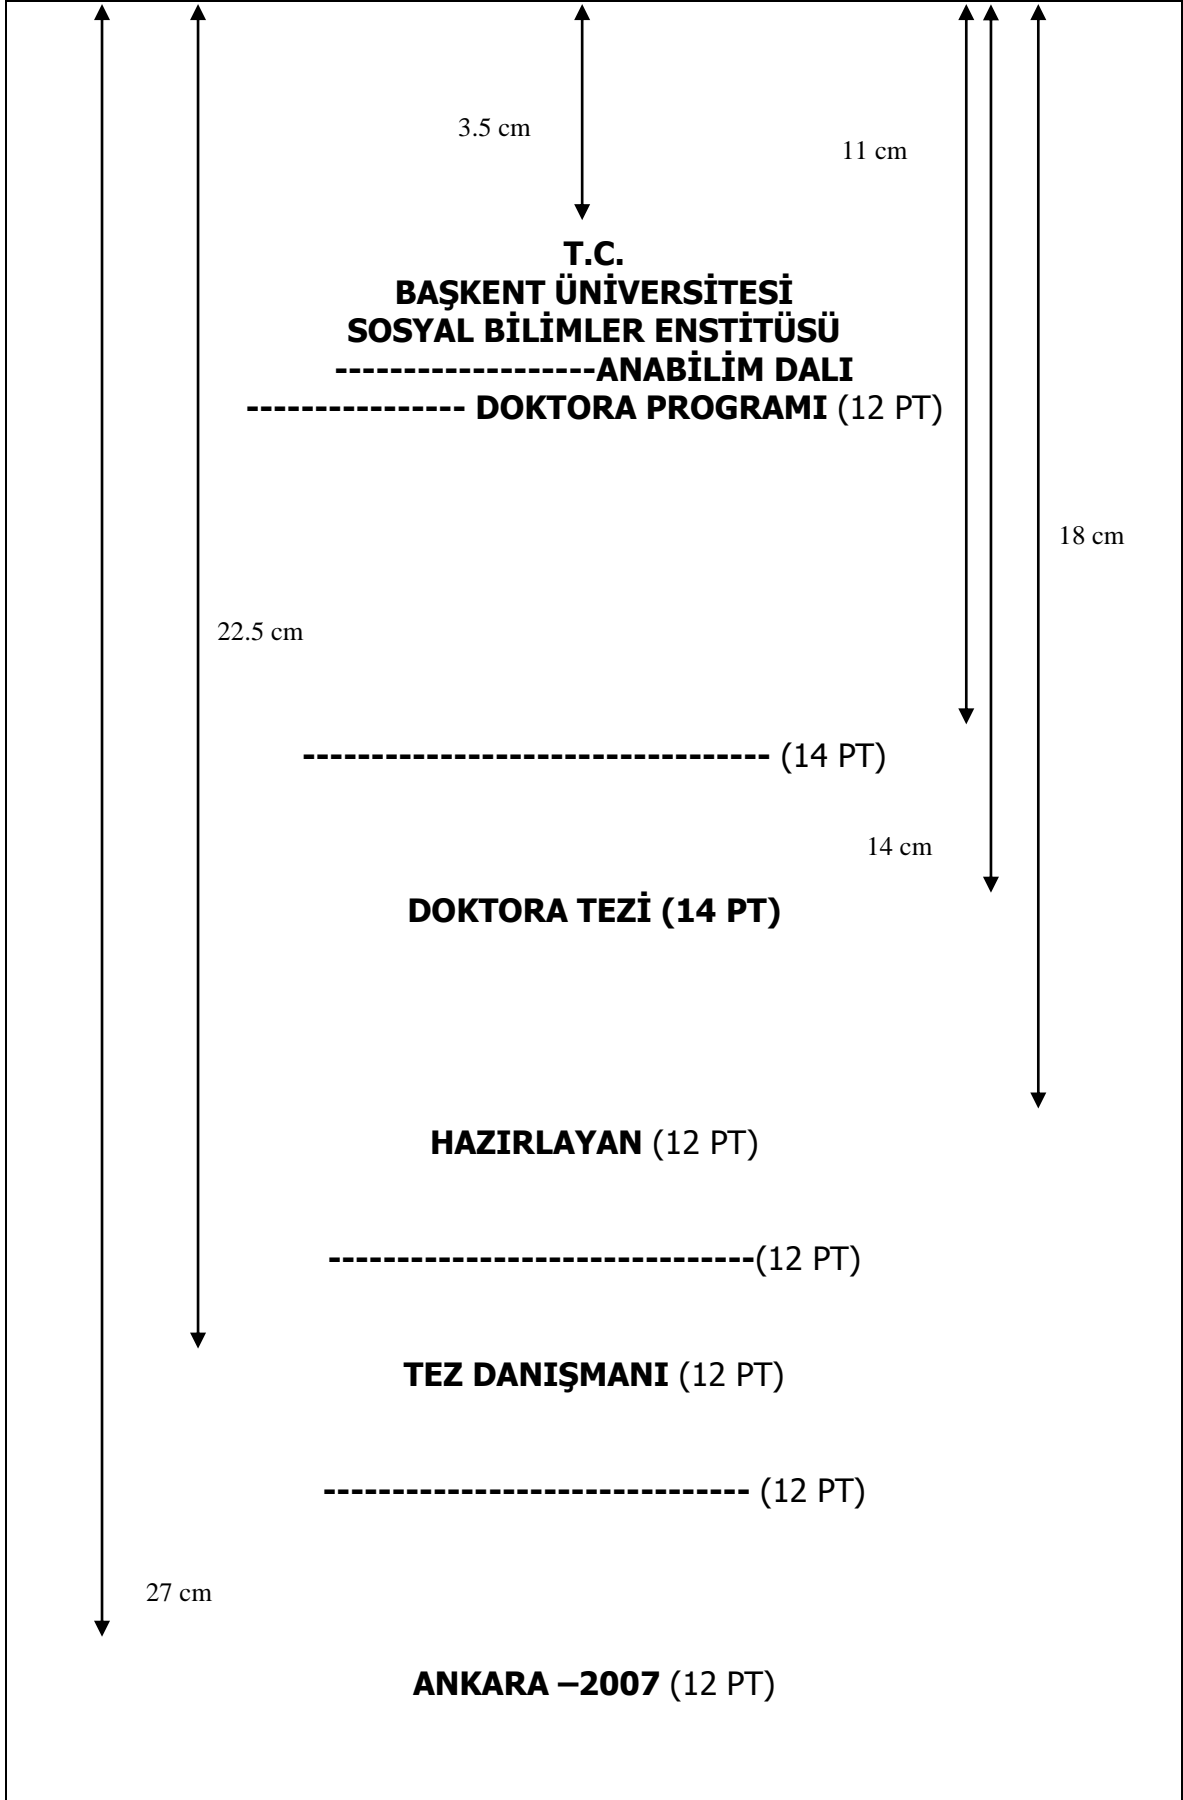 3.5 cm
11 cm
T.C.
BAŞKENT ÜNİVERSİTESİ
SOSYAL BİLİMLER ENSTİTÜSÜ
-------------------ANABİLİM DALI
---------------- DOKTORA PROGRAMI (12 PT)
18 cm
22.5 cm
---------------------------------- (14 PT)
14 cm
DOKTORA TEZİ (14 PT)
HAZIRLAYAN (12 PT)
-------------------------------(12 PT)
TEZ DANIŞMANI (12 PT)
------------------------------- (12 PT)
27 cm
ANKARA –2007 (12 PT)